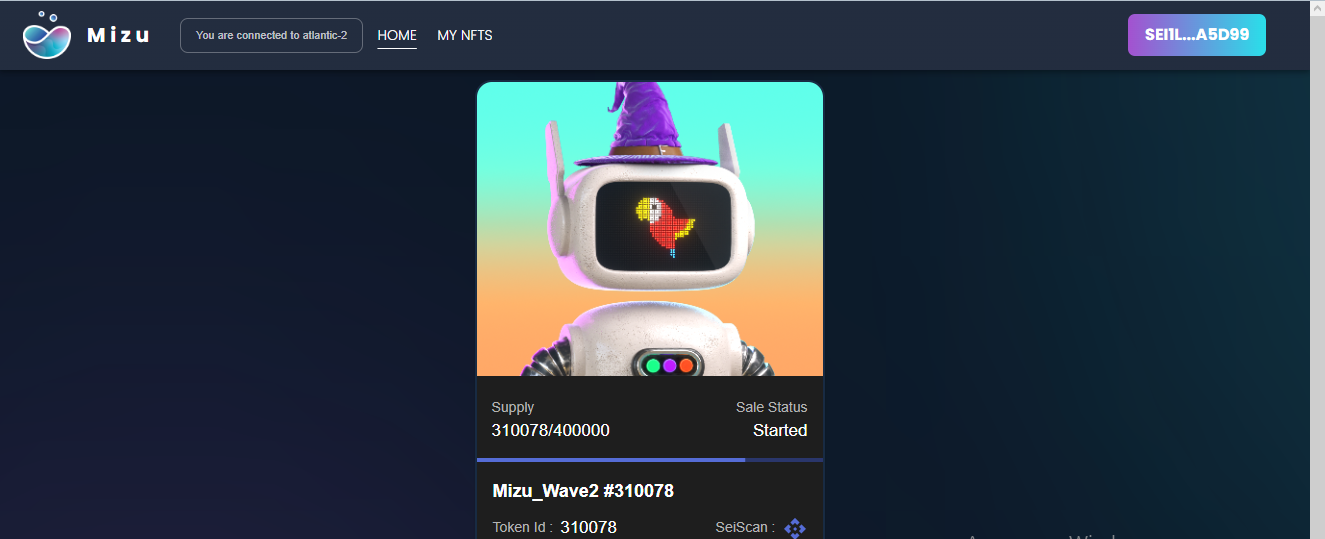 Mizu
You are connected to atlantic-2
HOME
MY NFTS
SEI1L...A5D99
Supply
Sale Status
310078/400000
Started
Mizu_Wave2 #310078
Token Id : 310078
SeiScan :